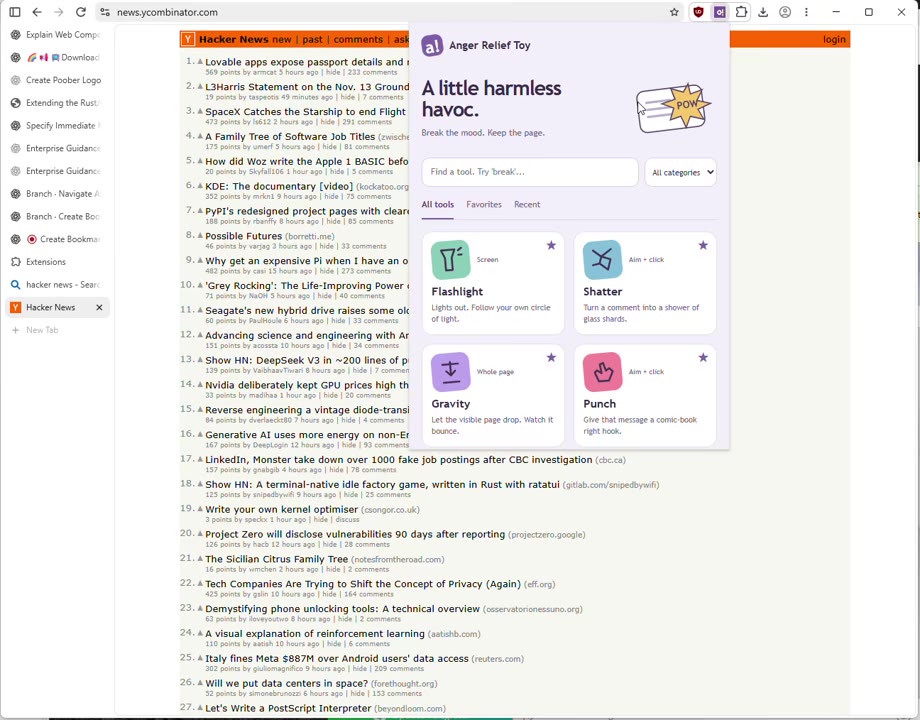 Explain Web Compo
Download
Create Poober Logo
Extending the Rust/
Specify Immediate F
Enterprise Guidance
Enterprise Guidance
Branch - Navigate A
Branch - Create Boo
Create Bookmar
Extensions
hacker news - Searc
Hacker News
New Tab
news.ycombinator.com
Y Hacker News new | past | comments | ask
login
1. Lovable apps expose passport details and r
569 points by armcat 5 hours ago | hide | 233 comments
2. L3Harris Statement on the Nov. 13 Ground
19 points by taspeotis 49 minutes ago | hide | 7 comments
3. SpaceX Catches the Starship to end Flight
473 points by ls612 2 hours ago | hide | 291 comments
4. A Family Tree of Software Job Titles (zwische
175 points by umerf 5 hours ago | hide | 81 comments
5. How did Woz write the Apple 1 BASIC befo
20 points by Skyfall106 1 hour ago | hide | 5 comments
6. KDE: The documentary [video] (kockatoo.org
352 points by mrkn1 9 hours ago | hide | 75 comments
7. PyPI's redesigned project pages with cleare
188 points by rbanffy 8 hours ago | hide | 85 comments
8. Possible Futures (borretti.me)
46 points by varjag 3 hours ago | hide | 33 comments
9. Why get an expensive Pi when I have an o
482 points by casi 15 hours ago | hide | 273 comments
10. 'Grey Rocking': The Life-Improving Power o
71 points by NaOH 5 hours ago | hide | 40 comments
11. Seagate's new hybrid drive raises some old
60 points by PaulHoule 6 hours ago | hide | 33 comments
12. Advancing science and engineering with Ar
151 points by acossta 10 hours ago | hide | 34 comments
13. Show HN: DeepSeek V3 in ~200 lines of p
139 points by VaibhaavTiwari 8 hours ago | hide | 7 commen
14. Nvidia deliberately kept GPU prices high th
33 points by madihaa 1 hour ago | hide | 20 comments
15. Reverse engineering a vintage diode-transi
84 points by dverlaeckt80 7 hours ago | hide | 4 comments
16. Generative AI uses more energy on non-En
167 points by DeepLogin 12 hours ago | hide | 93 comments
17. LinkedIn, Monster take down over 1000 fake job postings after CBC investigation (cbc.ca)
157 points by gnabgib 4 hours ago | hide | 78 comments
18. Show HN: A terminal-native idle factory game, written in Rust with ratatui (gitlab.com/snipedbywifi)
125 points by snipedbywifi 9 hours ago | hide | 25 comments
19. Write your own kernel optimiser (csongor.co.uk)
3 points by speckx 1 hour ago | hide | discuss
20. Project Zero will disclose vulnerabilities 90 days after reporting (projectzero.google)
126 points by hacb 12 hours ago | hide | 28 comments
21. The Sicilian Citrus Family Tree (notesfromtheroad.com)
16 points by wmchen 2 hours ago | hide | 2 comments
22. Tech Companies Are Trying to Shift the Concept of Privacy (Again) (eff.org)
425 points by gslin 10 hours ago | hide | 164 comments
23. Demystifying phone unlocking tools: A technical overview (osservatorionessuno.org)
63 points by iloveyoutwo 8 hours ago | hide | 2 comments
24. A visual explanation of reinforcement learning (aatishb.com)
110 points by aatish 10 hours ago | hide | 6 comments
25. Italy fines Meta $887M over Android users' data access (reuters.com)
302 points by giuliomagnifico 9 hours ago | hide | 209 comments
26. Will we put data centers in space? (forethought.org)
52 points by simonebrunozzi 6 hours ago | hide | 153 comments
27. Let's Write a PostScript Interpreter (beyondloom.com)
a! Anger Relief Toy
A little harmless
havoc.
Break the mood. Keep the page.
POW
Find a tool. Try 'break'...
All categories
All tools Favorites Recent
Screen
Flashlight
Lights out. Follow your own circle
of light.
Aim + click
Shatter
Turn a comment into a shower of
glass shards.
Whole page
Gravity
Let the visible page drop. Watch it
bounce.
Aim + click
Punch
Give that message a comic-book
right hook.